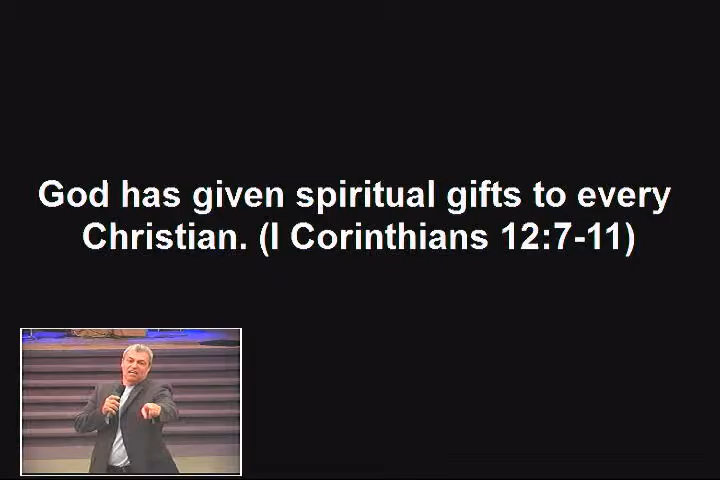 God has given spiritual gifts to every
Christian. (I Corinthians 12:7-11)